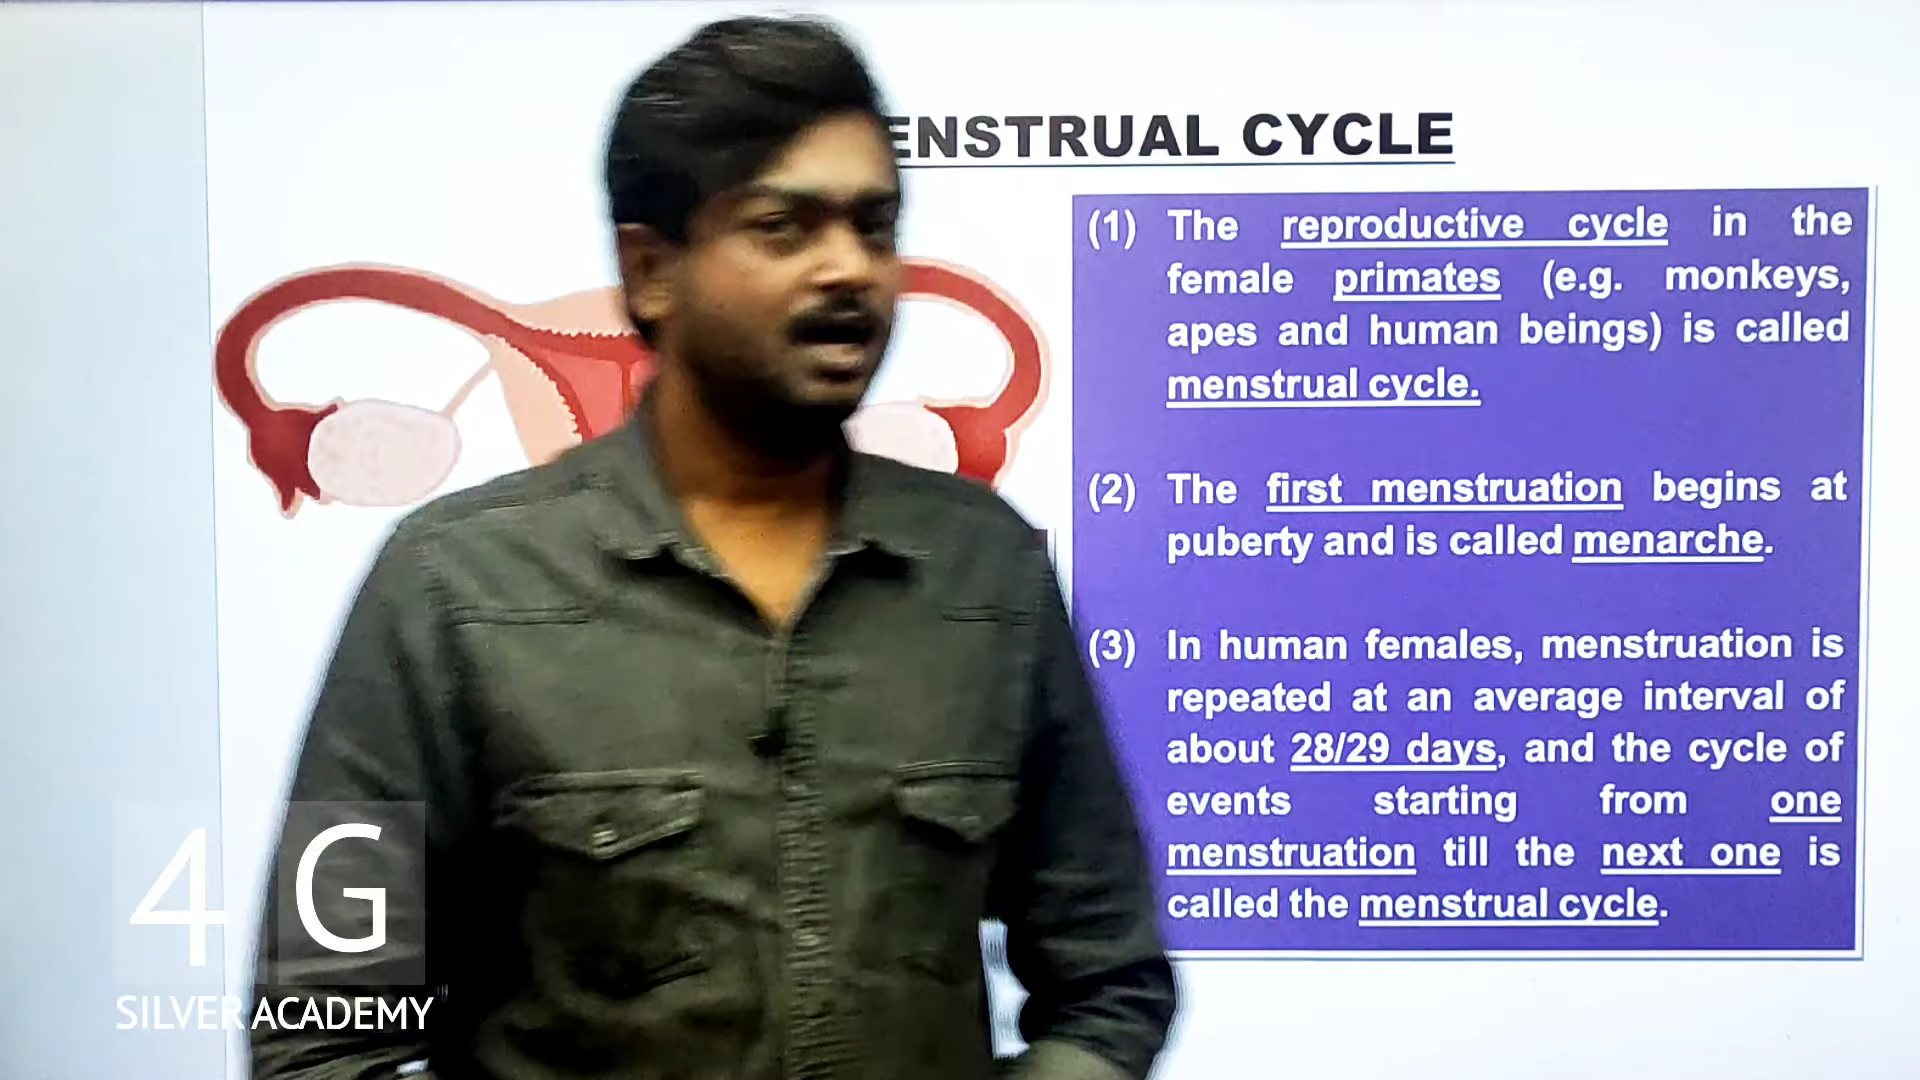 ENSTRUAL CYCLE
(1) The reproductive cycle in the
female primates (e.g. monkeys,
apes and human beings) is called
menstrual cycle.
(2) The first menstruation begins at
puberty and is called menarche.
(3) In human females, menstruation is
repeated at an average interval of
about 28/29 days, and the cycle of
events starting from one
menstruation till the next one is
called the menstrual cycle.
4 G
SILVER ACADEMY